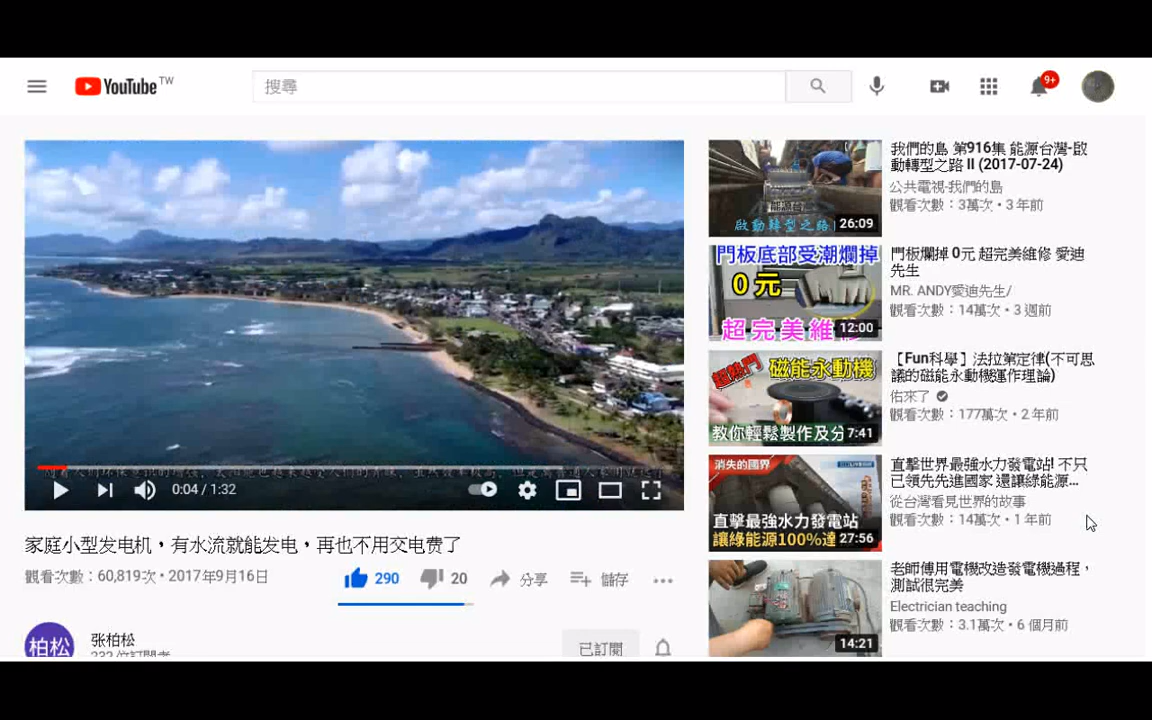 YouTube TW
搜尋
9+
0:04 / 1:32
家庭小型发电机，有水流就能发电，再也不用交电费了
觀看次數：60,819次 • 2017年9月16日
290
20
分享
儲存
柏松
张柏松
已訂閱
啟動轉型之路
26:09
我們的島 第916集 能源台灣-啟
動轉型之路 II (2017-07-24)
公共電視-我們的島
觀看次數：3萬次 • 3 年前
門板底部受潮爛掉
0元
超完美維修
12:00
門板爛掉 0元 超完美維修 愛迪
先生
MR. ANDY愛迪先生/
觀看次數：14萬次 • 3 週前
超熱門
磁能永動機
教你輕鬆製作及分
7:41
【Fun科學】法拉第定律(不可思
議的磁能永動機運作理論)
佑來了
觀看次數：177萬次 • 2 年前
消失的國界
直擊最強水力發電站
讓綠能源100%達
27:56
直擊世界最強水力發電站! 不只
已領先先進國家 還讓綠能源...
從台灣看見世界的故事
觀看次數：14萬次 • 1 年前
14:21
老師傅用電機改造發電機過程，
測試很完美
Electrician teaching
觀看次數：3.1萬次 • 6 個月前